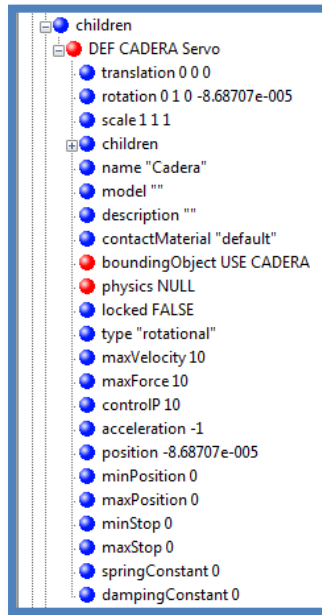 children
DEF CADERA Servo
translation 0 0 0
rotation 0 1 0 -8.68707e-005
scale 1 1 1
children
name "Cadera"
model ""
description ""
contactMaterial "default"
boundingObject USE CADERA
physics NULL
locked FALSE
type "rotational"
maxVelocity 10
maxForce 10
controlP 10
acceleration -1
position -8.68707e-005
minPosition 0
maxPosition 0
minStop 0
maxStop 0
springConstant 0
dampingConstant 0